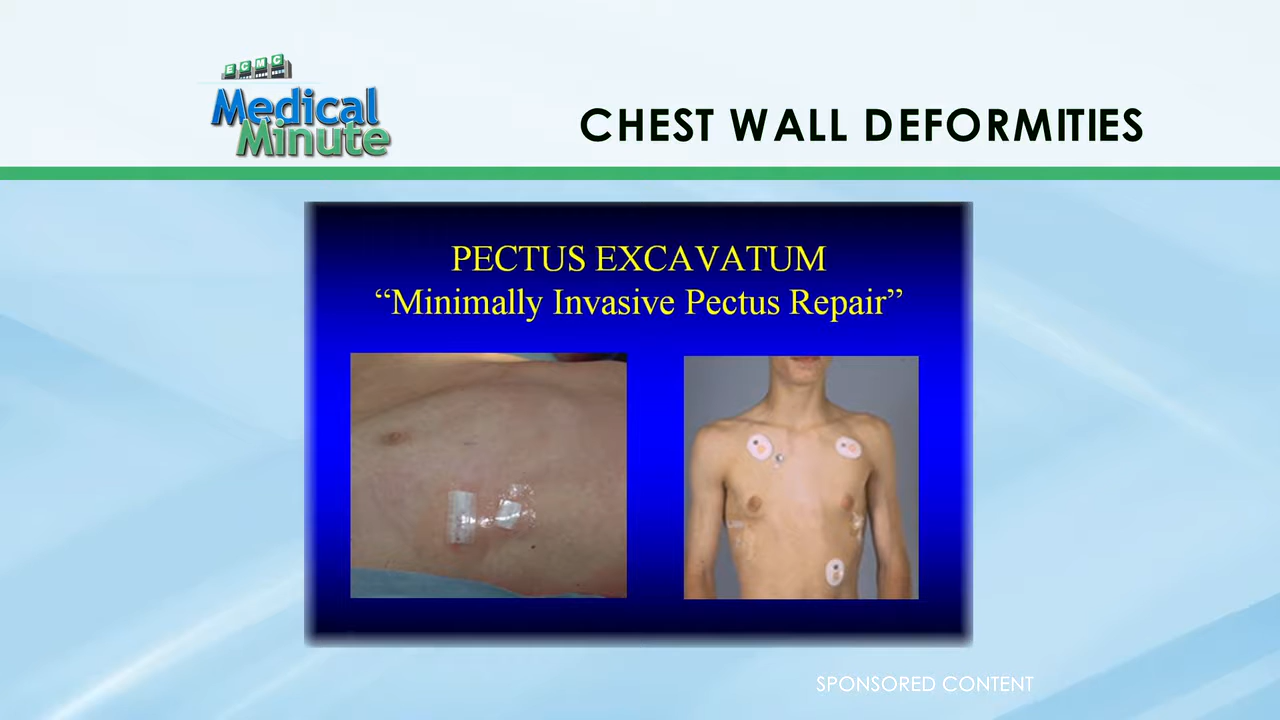 ECMC
Medical
Minute
CHEST WALL DEFORMITIES
PECTUS EXCAVATUM
“Minimally Invasive Pectus Repair”
SPONSORED CONTENT